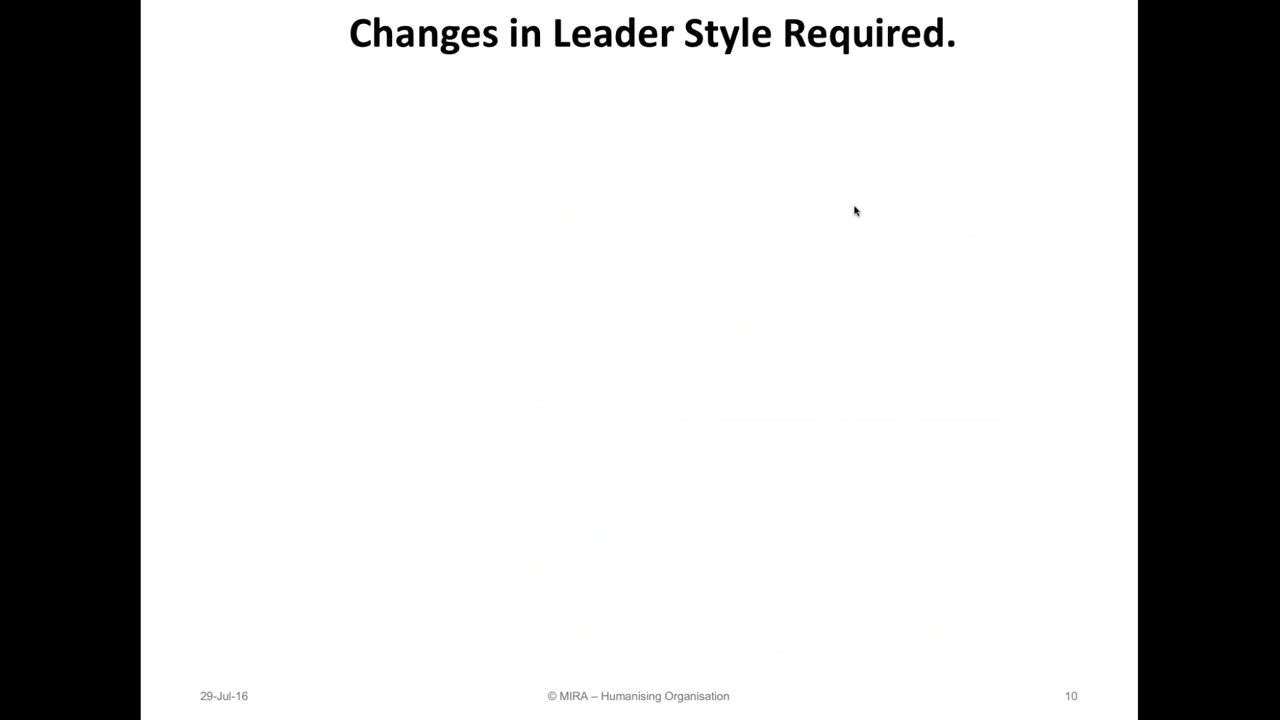 Changes in Leader Style Required.
29-Jul-16
© MIRA – Humanising Organisation
10